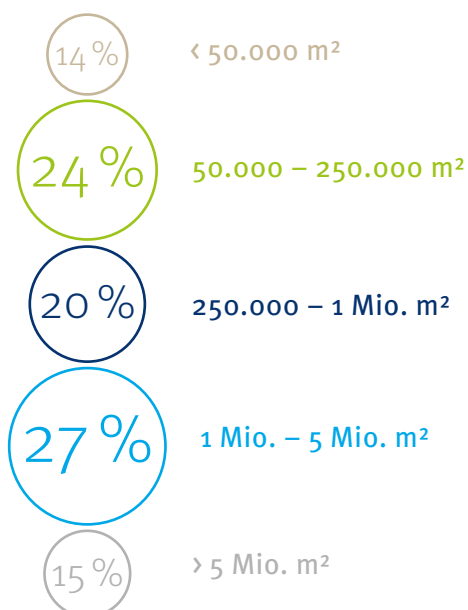 14 % < 50.000 m²
24 % 50.000 – 250.000 m²
20 % 250.000 – 1 Mio. m²
27 % 1 Mio. – 5 Mio. m²
15 % > 5 Mio. m²